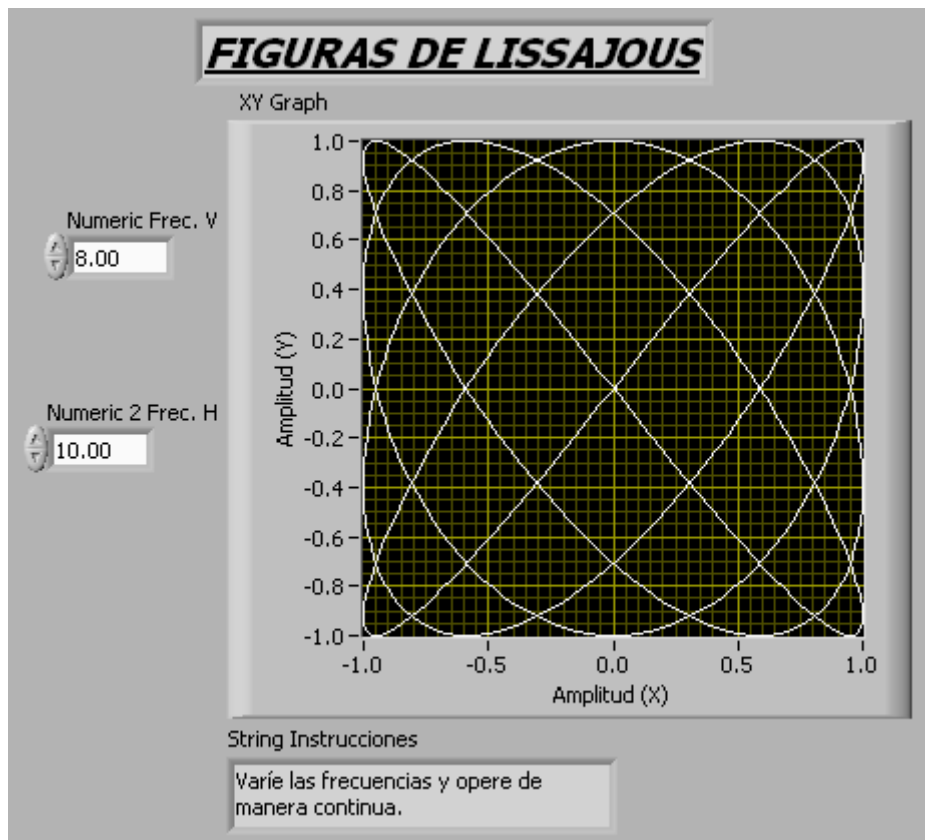 FIGURAS DE LISSAJOUS
XY Graph
Numeric Frec. V
8.00
Numeric 2 Frec. H
10.00
Amplitud (Y)
1.0
0.8
0.6
0.4
0.2
0.0
-0.2
-0.4
-0.6
-0.8
-1.0
-1.0 -0.5 0.0 0.5 1.0
Amplitud (X)
String Instrucciones
Varíe las frecuencias y opere de
manera continua.